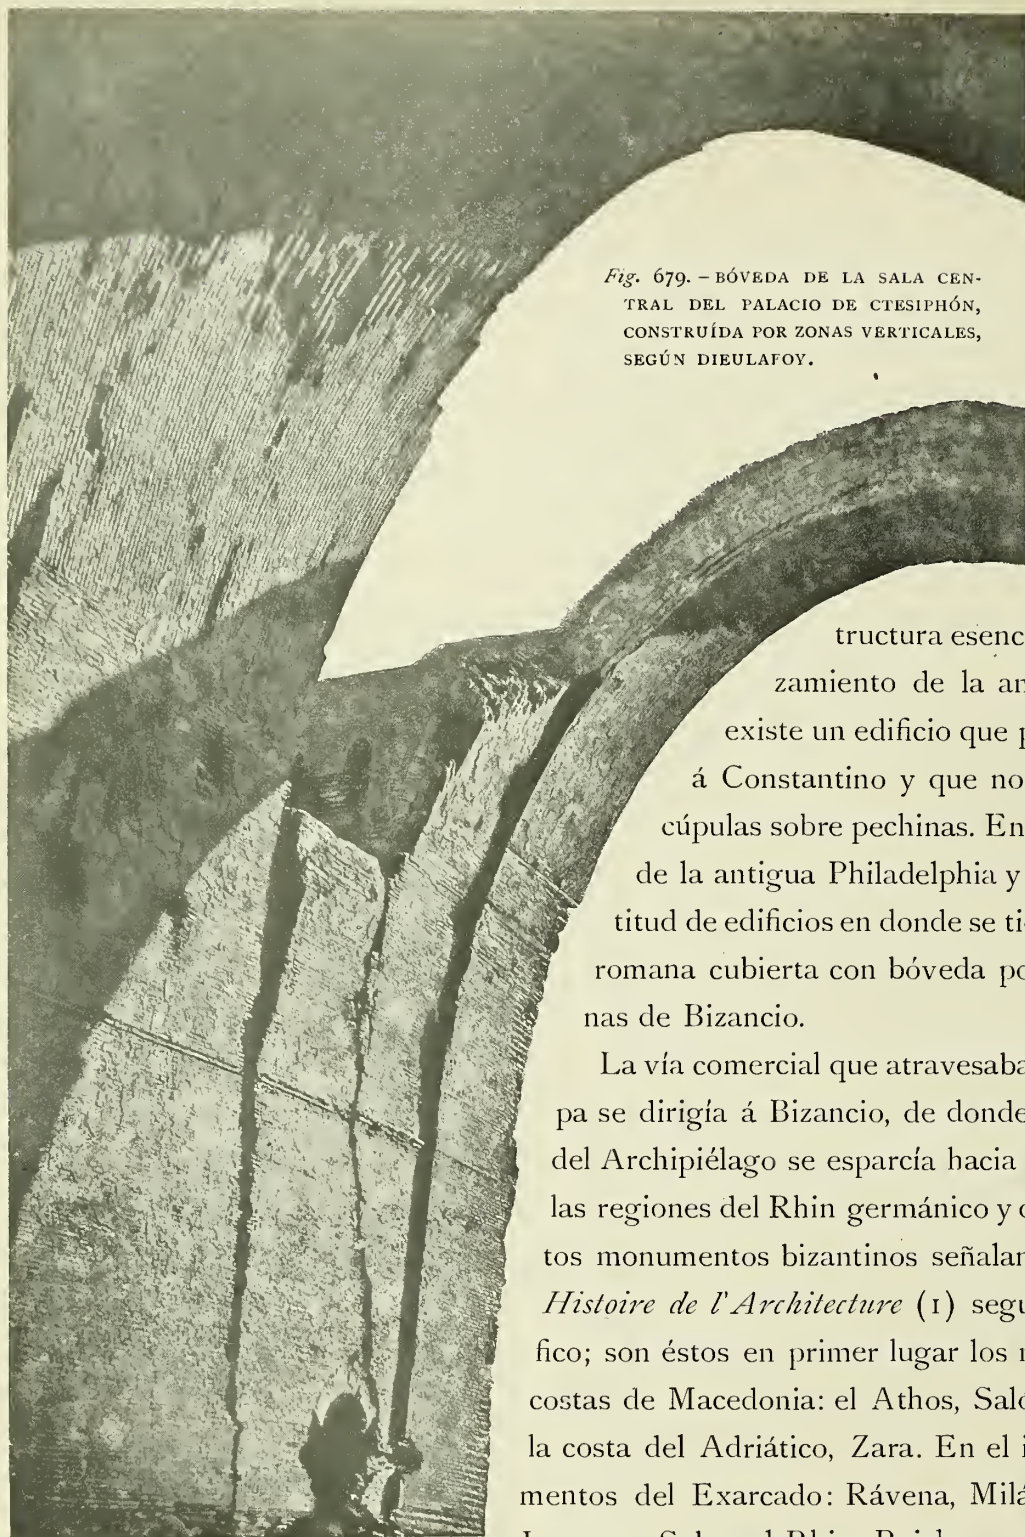 Fig. 679. – BÓVEDA DE LA SALA CEN-
TRAL DEL PALACIO DE CTESIPHÓN,
CONSTRUÍDA POR ZONAS VERTICALES,
SEGÚN DIEULAFOY.
tructura esenc
zamiento de la an
existe un edificio que p
á Constantino y que no
cúpulas sobre pechinas. En
de la antigua Philadelphia y
titud de edificios en donde se ti
romana cubierta con bóveda po
nas de Bizancio.
La vía comercial que atravesaba
pa se dirigía á Bizancio, de donde
del Archipiélago se esparcía hacia
las regiones del Rhin germánico y
tos monumentos bizantinos señalan
Histoire de l'Architecture (1) segu
fico; son éstos en primer lugar los
costas de Macedonia: el Athos, Saló
la costa del Adriático, Zara. En el i
mentos del Exarcado: Rávena, Milá